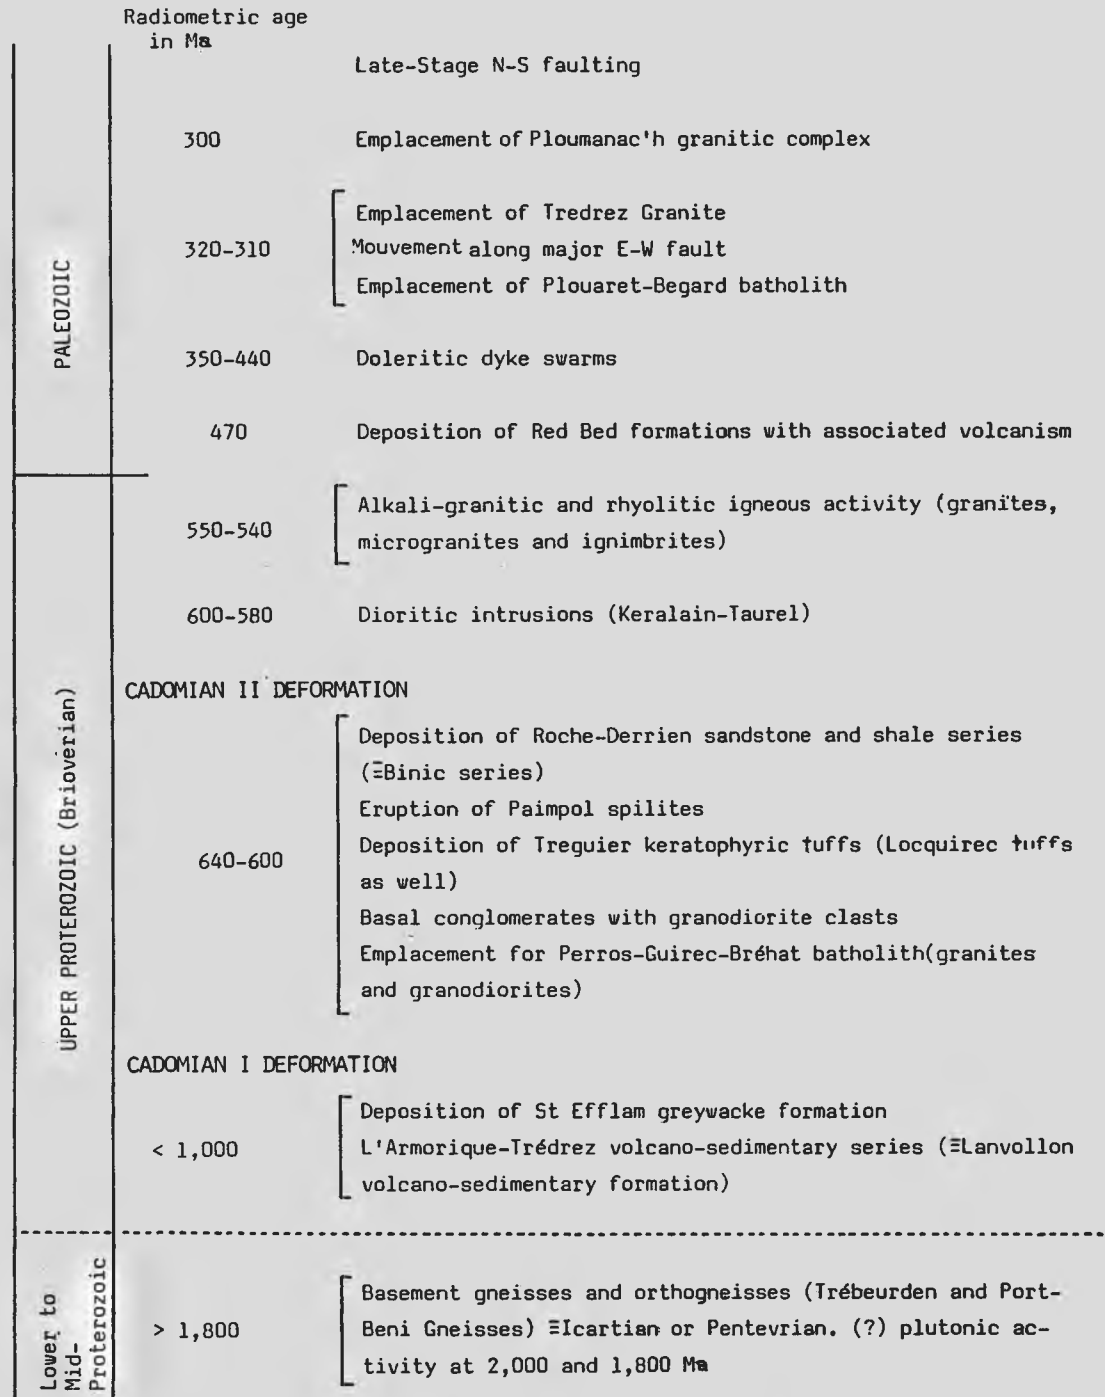 Radiometric age
in Ma
Late-Stage N-S faulting
PALEOZOIC
300 Emplacement of Ploumanac'h granitic complex
Emplacement of Tredrez Granite
320-310 Mouvement along major E-W fault
Emplacement of Plouaret-Begard batholith
350-440 Doleritic dyke swarms
470 Deposition of Red Bed formations with associated volcanism
UPPER PROTEROZOIC (Brioverian)
Alkali-granitic and rhyolitic igneous activity (granites,
550-540 microgranites and ignimbrites)
600-580 Dioritic intrusions (Keralain-Taurel)
CADOMIAN II DEFORMATION
Deposition of Roche-Derrien sandstone and shale series
(≡Binic series)
Eruption of Paimpol spilites
640-600 Deposition of Treguier keratophyric tuffs (Locquirec tuffs
as well)
Basal conglomerates with granodiorite clasts
Emplacement for Perros-Guirec-Bréhat batholith(granites
and granodiorites)
CADOMIAN I DEFORMATION
Deposition of St Efflam greywacke formation
< 1,000 L'Armorique-Trédrez volcano-sedimentary series (≡Lanvollon
volcano-sedimentary formation)
Lower to
Mid-
Proterozoic
Basement gneisses and orthogneisses (Trébeurden and Port-
> 1,800 Beni Gneisses) ≡Icartian or Pentevrian. (?) plutonic ac-
tivity at 2,000 and 1,800 Ma